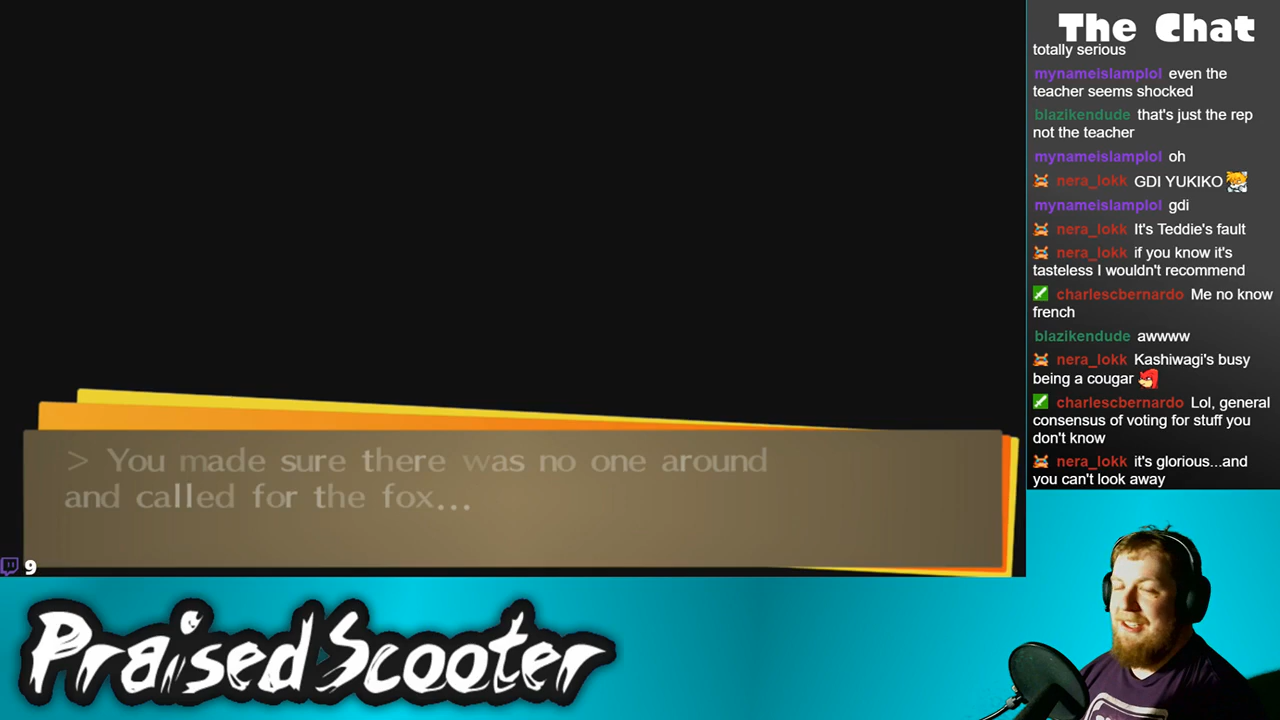 > You made sure there was no one around
and called for the fox...
9
PraisedScooter
The Chat
totally serious
mynameislamplol even the
teacher seems shocked
blazikendude that's just the rep
not the teacher
mynameislamplol oh
nera_lokk GDI YUKIKO
mynameislamplol gdi
nera_lokk It's Teddie's fault
nera_lokk if you know it's
tasteless I wouldn't recommend
charlescbernardo Me no know
french
blazikendude awwww
nera_lokk Kashiwagi's busy
being a cougar
charlescbernardo Lol, general
consensus of voting for stuff you
don't know
nera_lokk it's glorious...and
you can't look away